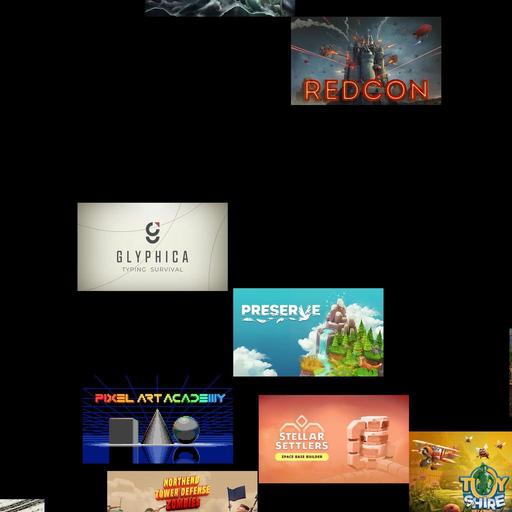 REDCON
GLYPHICA
TYPING SURVIVAL
PRESERVE
PIXEL ART ACADEMY
STELLAR
SETTLERS
SPACE BASE BUILDER
NORTHEND
TOWER DEFENSE
ZOMBIES
TOY
SHIRE